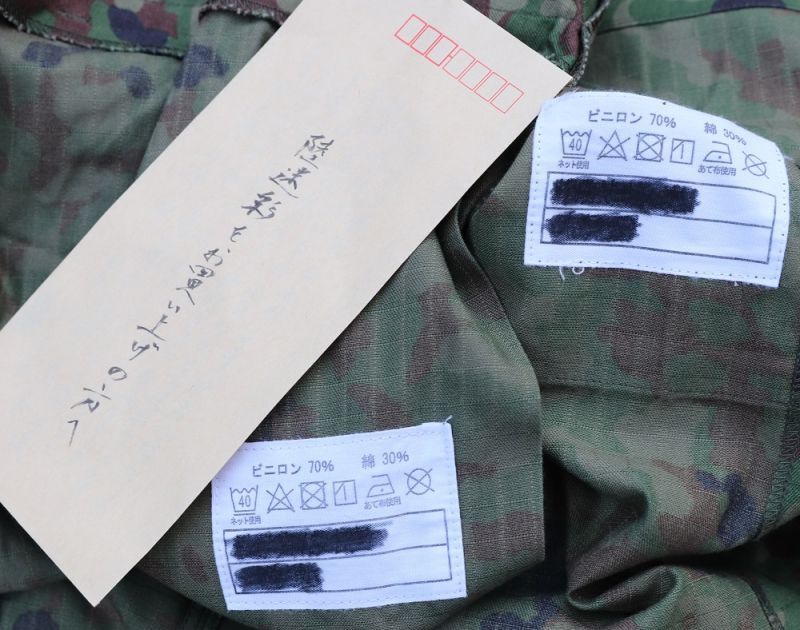 陸迷彩を、お買い上げの方へ
ビニロン 70% 綿 30%
40
ネット使用 あて布使用
ビニロン 70% 綿 30%
40
ネット使用 あて布使用